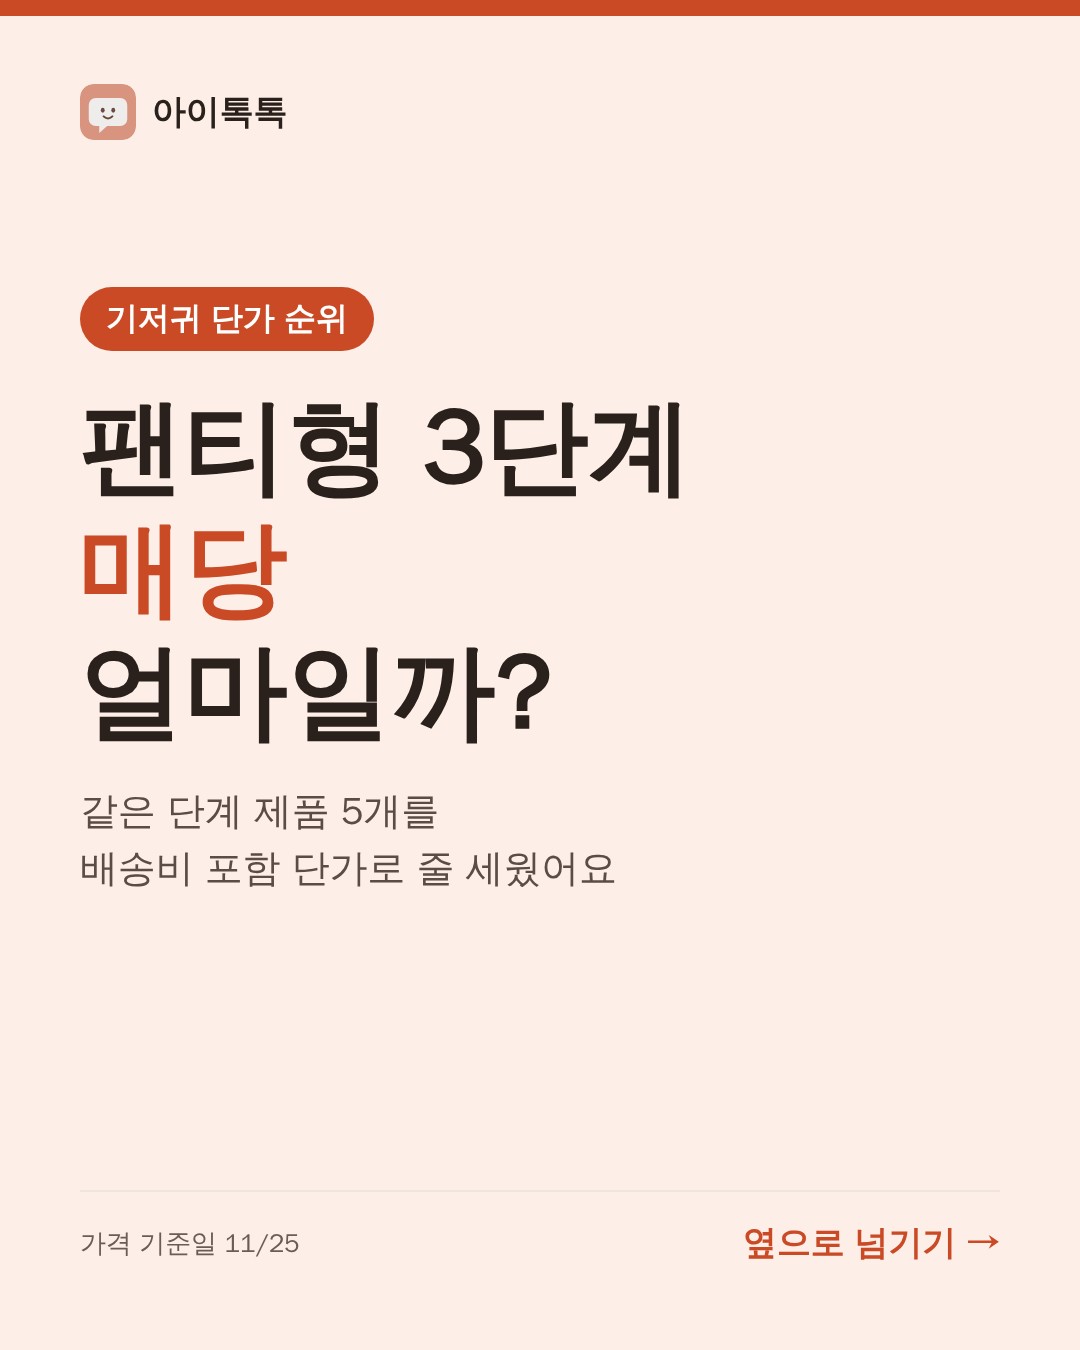 아이톡톡
기저귀 단가 순위
팬티형 3단계
매당
얼마일까?
같은 단계 제품 5개를
배송비 포함 단가로 줄 세웠어요
가격 기준일 11/25
옆으로 넘기기 →